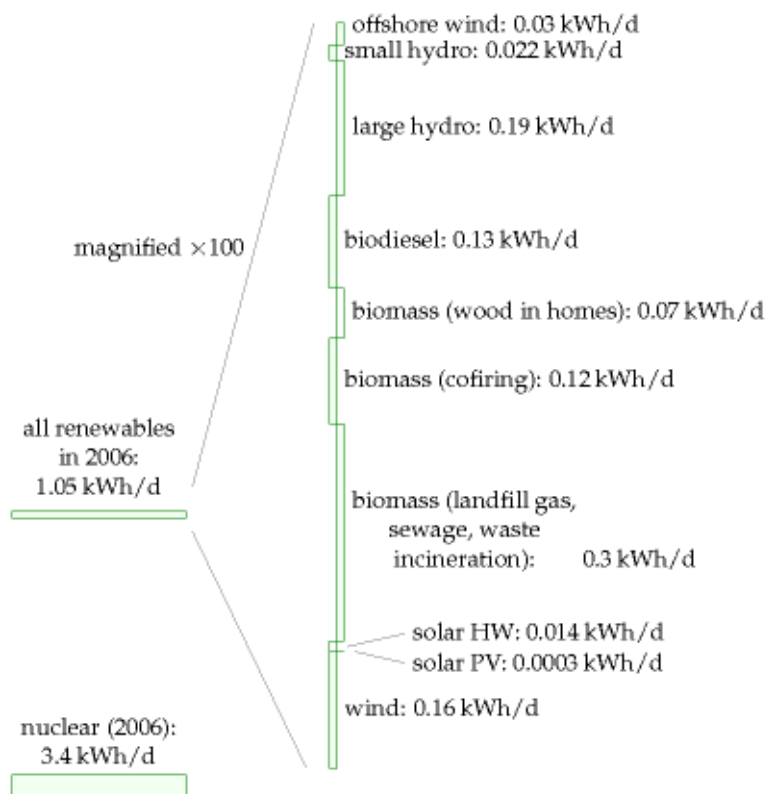 offshore wind: 0.03 kWh/d
small hydro: 0.022 kWh/d
large hydro: 0.19 kWh/d
biodiesel: 0.13 kWh/d
magnified ×100
biomass (wood in homes): 0.07 kWh/d
biomass (cofiring): 0.12 kWh/d
all renewables
in 2006:
1.05 kWh/d
biomass (landfill gas,
sewage, waste
incineration): 0.3 kWh/d
solar HW: 0.014 kWh/d
solar PV: 0.0003 kWh/d
wind: 0.16 kWh/d
nuclear (2006):
3.4 kWh/d